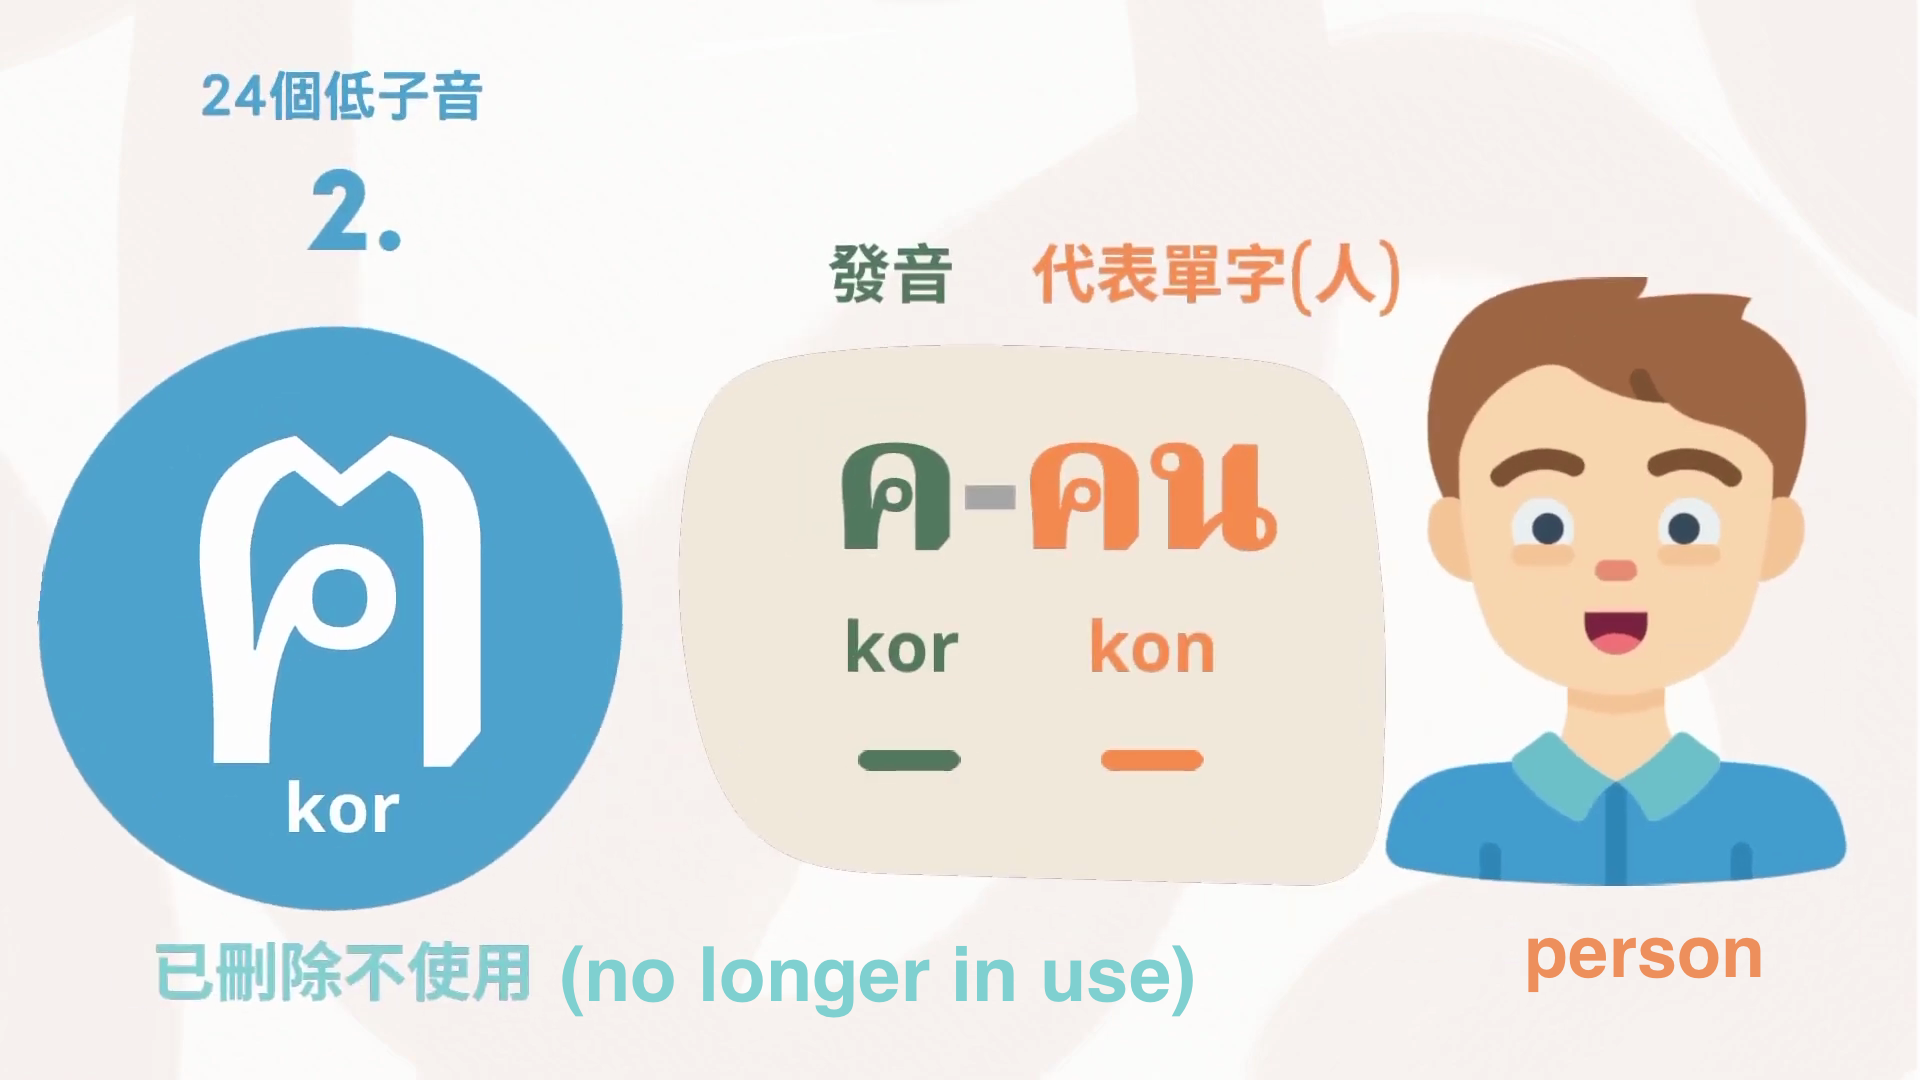 24個低子音
2.
發音 代表單字(人)
ฅ
kor
ค-คน
kor kon
已刪除不使用 (no longer in use)
person